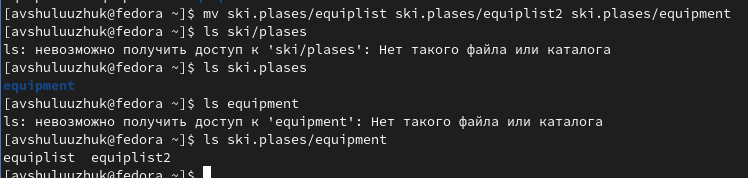 [avshuluuzhuk@fedora ~]$ mv ski.plases/equiplist ski.plases/equiplist2 ski.plases/equipment
[avshuluuzhuk@fedora ~]$ ls ski/plases
ls: невозможно получить доступ к 'ski/plases': Нет такого файла или каталога
[avshuluuzhuk@fedora ~]$ ls ski.plases
equipment
[avshuluuzhuk@fedora ~]$ ls equipment
ls: невозможно получить доступ к 'equipment': Нет такого файла или каталога
[avshuluuzhuk@fedora ~]$ ls ski.plases/equipment
equiplist  equiplist2
[avshuluuzhuk@fedora ~]$